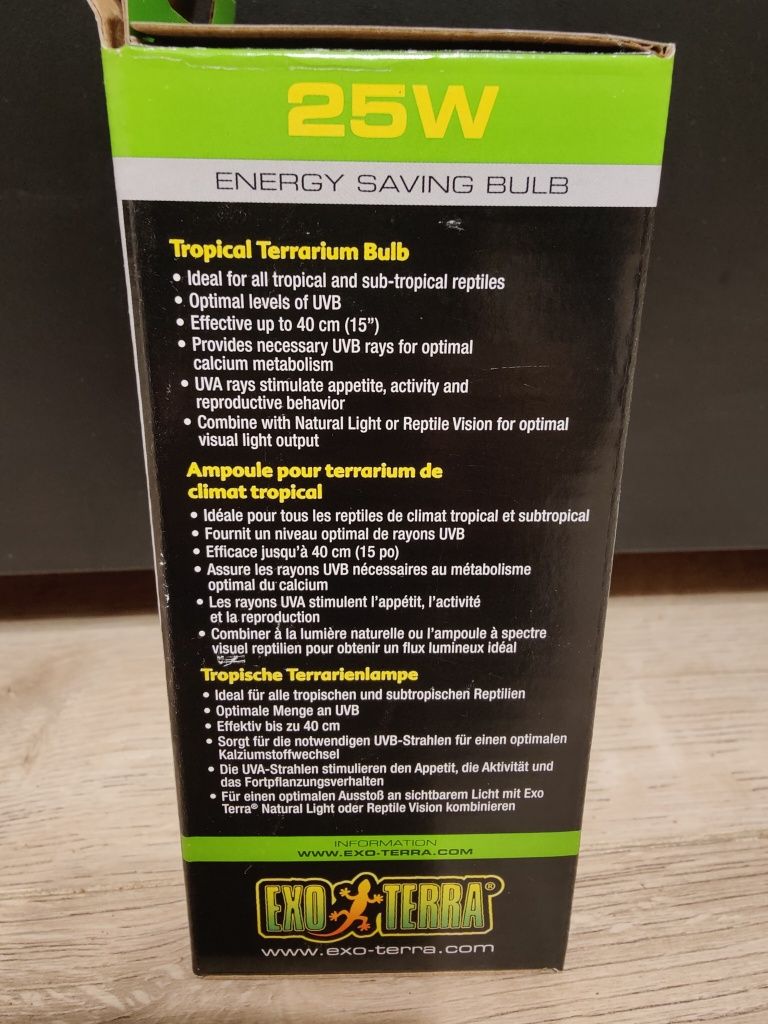 25W
ENERGY SAVING BULB
Tropical Terrarium Bulb
• Ideal for all tropical and sub-tropical reptiles
• Optimal levels of UVB
• Effective up to 40 cm (15”)
• Provides necessary UVB rays for optimal
calcium metabolism
• UVA rays stimulate appetite, activity and
reproductive behavior
• Combine with Natural Light or Reptile Vision for optimal
visual light output
Ampoule pour terrarium de
climat tropical
• Idéale pour tous les reptiles de climat tropical et subtropical
• Fournit un niveau optimal de rayons UVB
• Efficace jusqu’à 40 cm (15 po)
• Assure les rayons UVB nécessaires au métabolisme
optimal du calcium
• Les rayons UVA stimulent l’appétit, l’activité
et la reproduction
• Combiner à la lumière naturelle ou l’ampoule à spectre
visuel reptilien pour obtenir un flux lumineux idéal
Tropische Terrarienlampe
• Ideal für alle tropischen und subtropischen Reptilien
• Optimale Menge an UVB
• Effektiv bis zu 40 cm
• Sorgt für die notwendigen UVB-Strahlen für einen optimalen
Kalziumstoffwechsel
• Die UVA-Strahlen stimulieren den Appetit, die Aktivität und
das Fortpflanzungsverhalten
• Für einen optimalen Ausstoß an sichtbarem Licht mit Exo
Terra® Natural Light oder Reptile Vision kombinieren
INFORMATION
WWW.EXO-TERRA.COM
EXO TERRA®
www.exo-terra.com